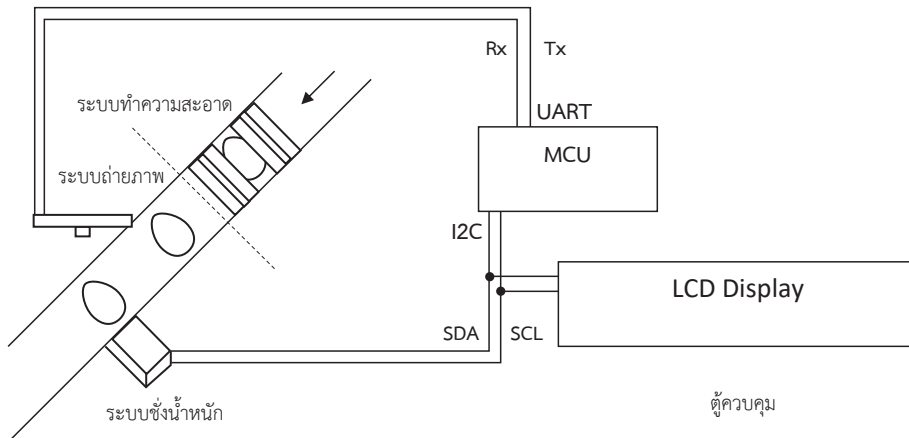 Rx Tx
UART
MCU
ระบบทำความสะอาด
ระบบถ่ายภาพ
I2C
LCD Display
SDA SCL
ระบบชั่งน้ำหนัก
ตู้ควบคุม